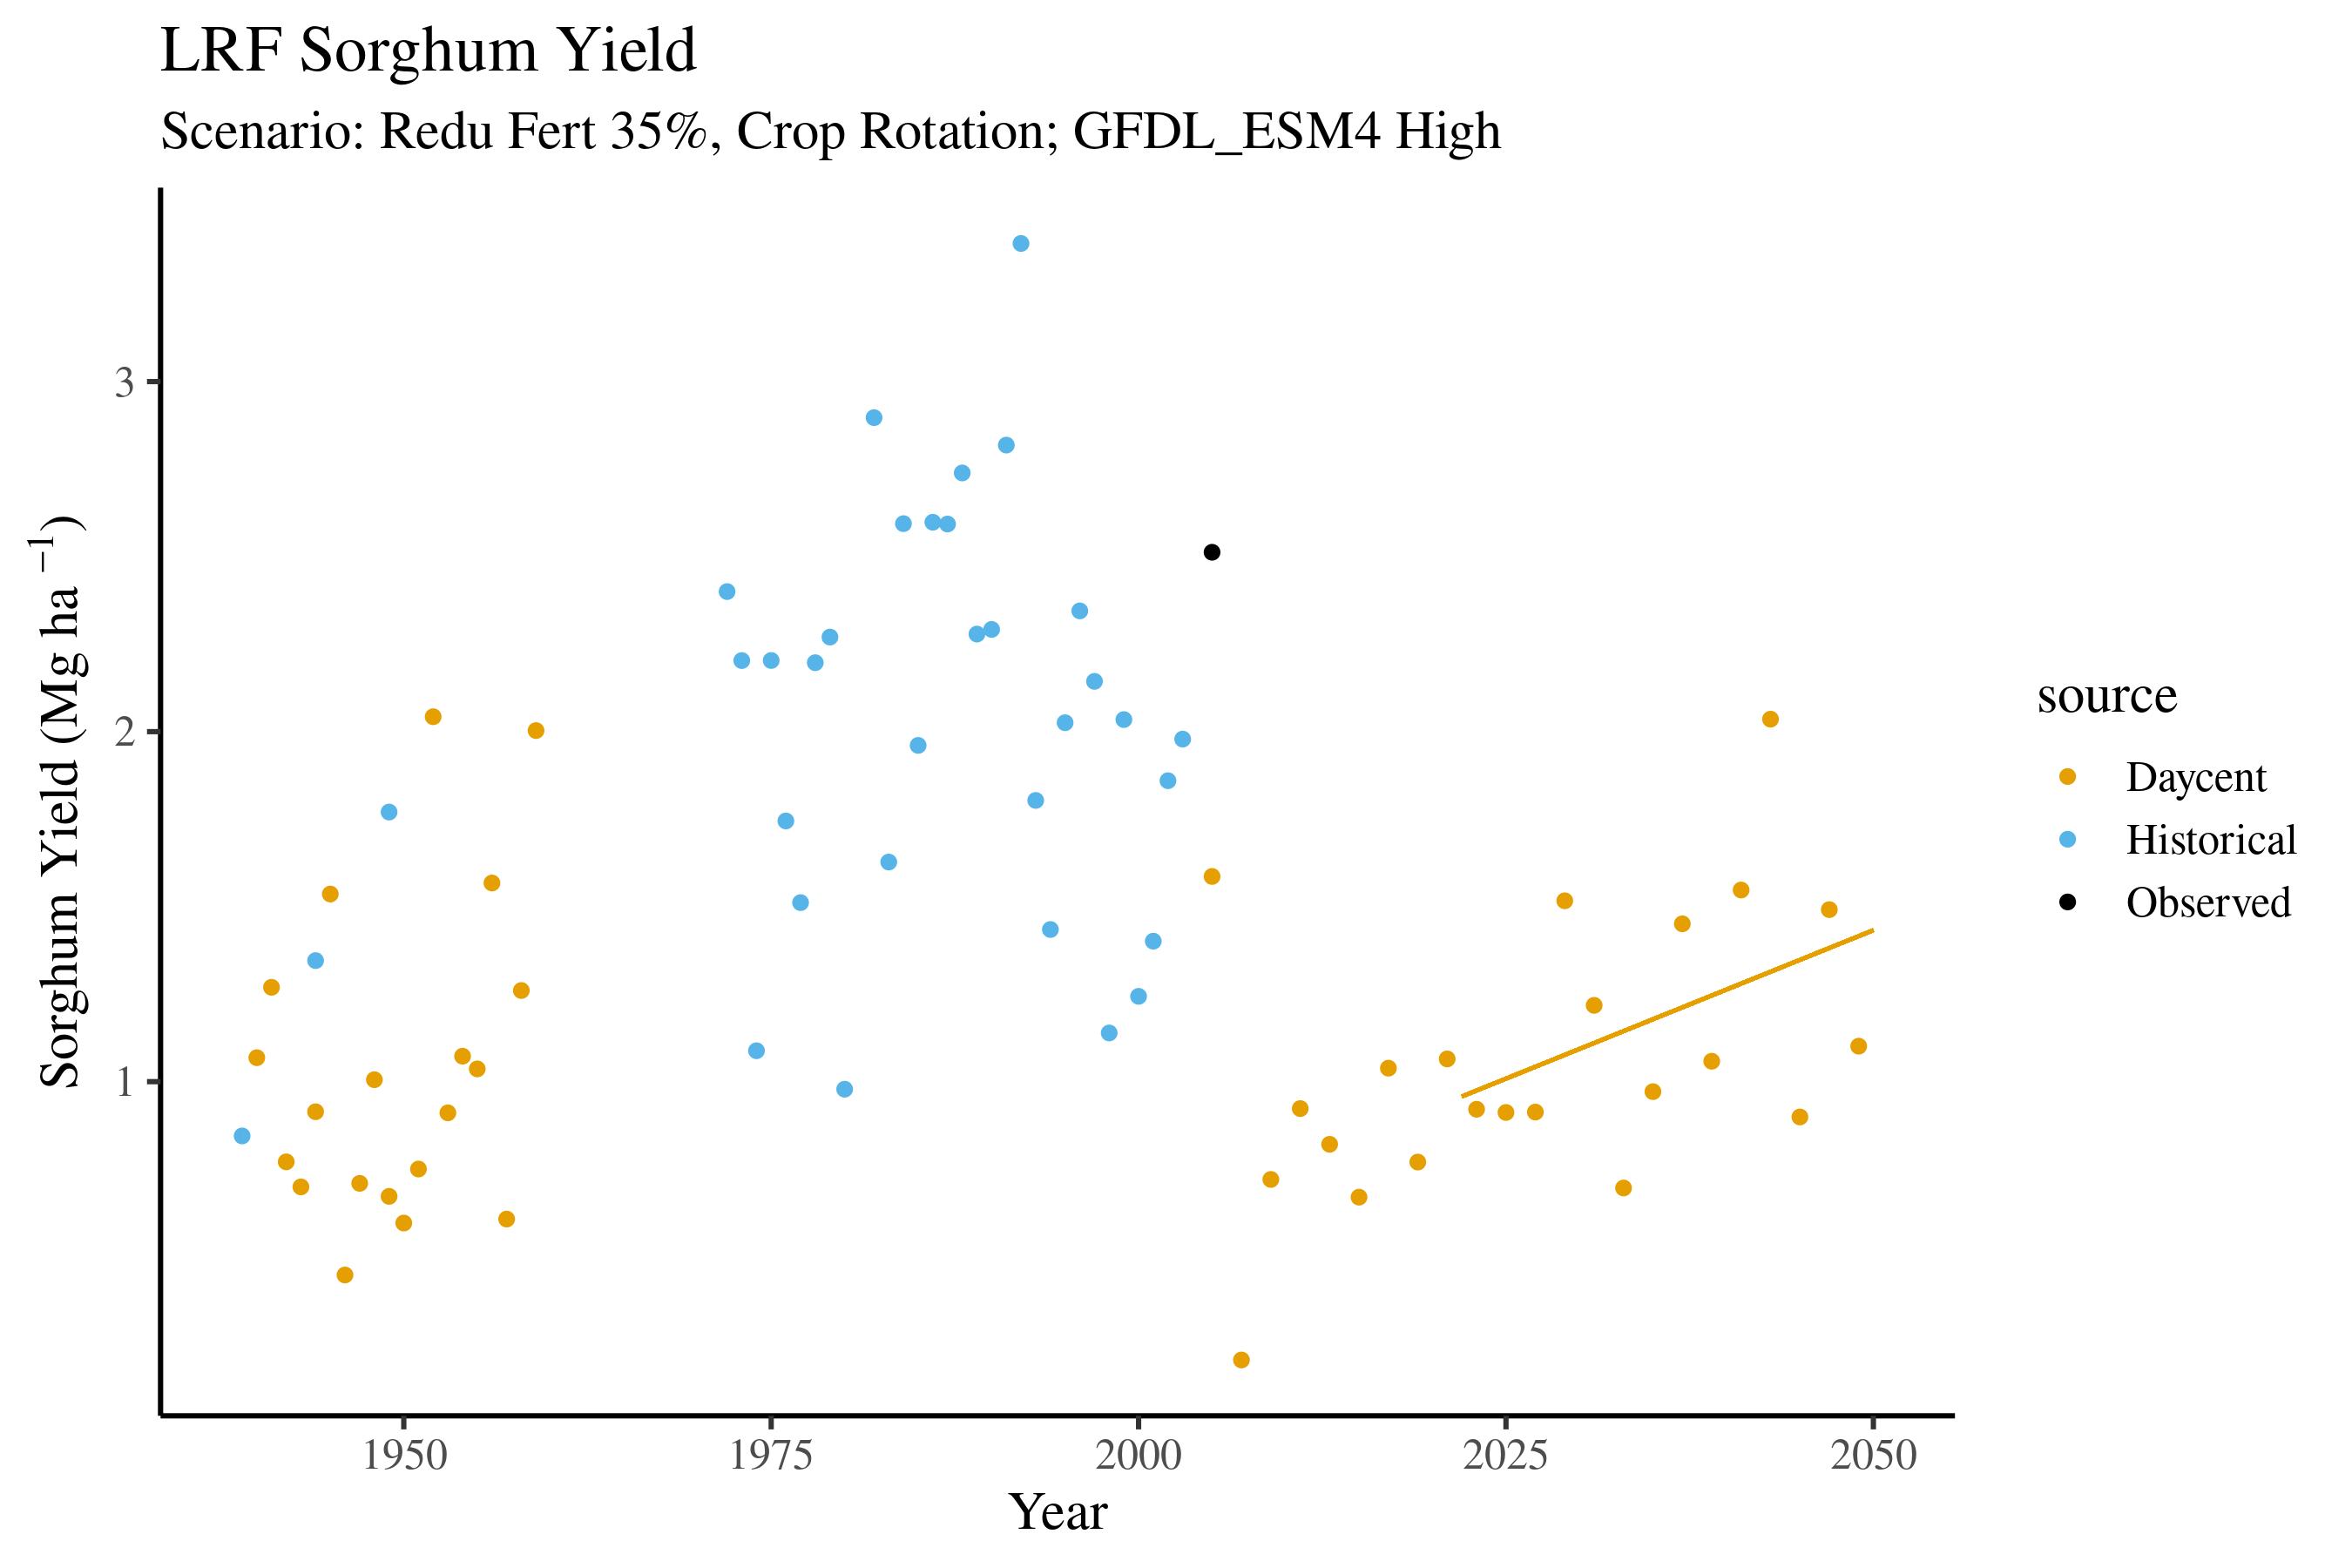 LRF Sorghum Yield
Scenario: Redu Fert 35%, Crop Rotation; GFDL_ESM4 High
Sorghum Yield (Mg ha −1)
3
2
1
1950
1975
2000
2025
2050
Year
source
Daycent
Historical
Observed